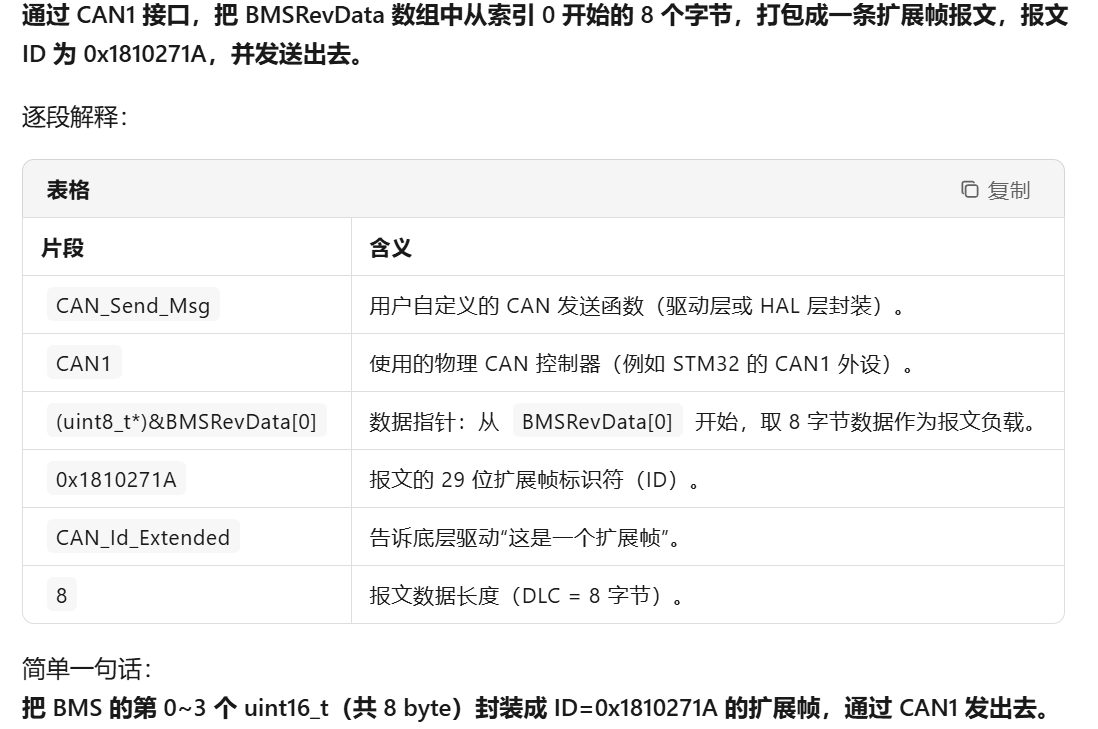 通过 CAN1 接口，把 BMSRevData 数组中从索引 0 开始的 8 个字节，打包成一条扩展帧报文，报文
ID 为 0x1810271A，并发送出去。
逐段解释：
表格 复制
片段 含义
CAN_Send_Msg 用户自定义的 CAN 发送函数（驱动层或 HAL 层封装）。
CAN1 使用的物理 CAN 控制器（例如 STM32 的 CAN1 外设）。
(uint8_t*)&BMSRevData[0] 数据指针：从 BMSRevData[0] 开始，取 8 字节数据作为报文负载。
0x1810271A 报文的 29 位扩展帧标识符（ID）。
CAN_Id_Extended 告诉底层驱动“这是一个扩展帧”。
8 报文数据长度（DLC = 8 字节）。
简单一句话：
把 BMS 的第 0~3 个 uint16_t（共 8 byte）封装成 ID=0x1810271A 的扩展帧，通过 CAN1 发出去。